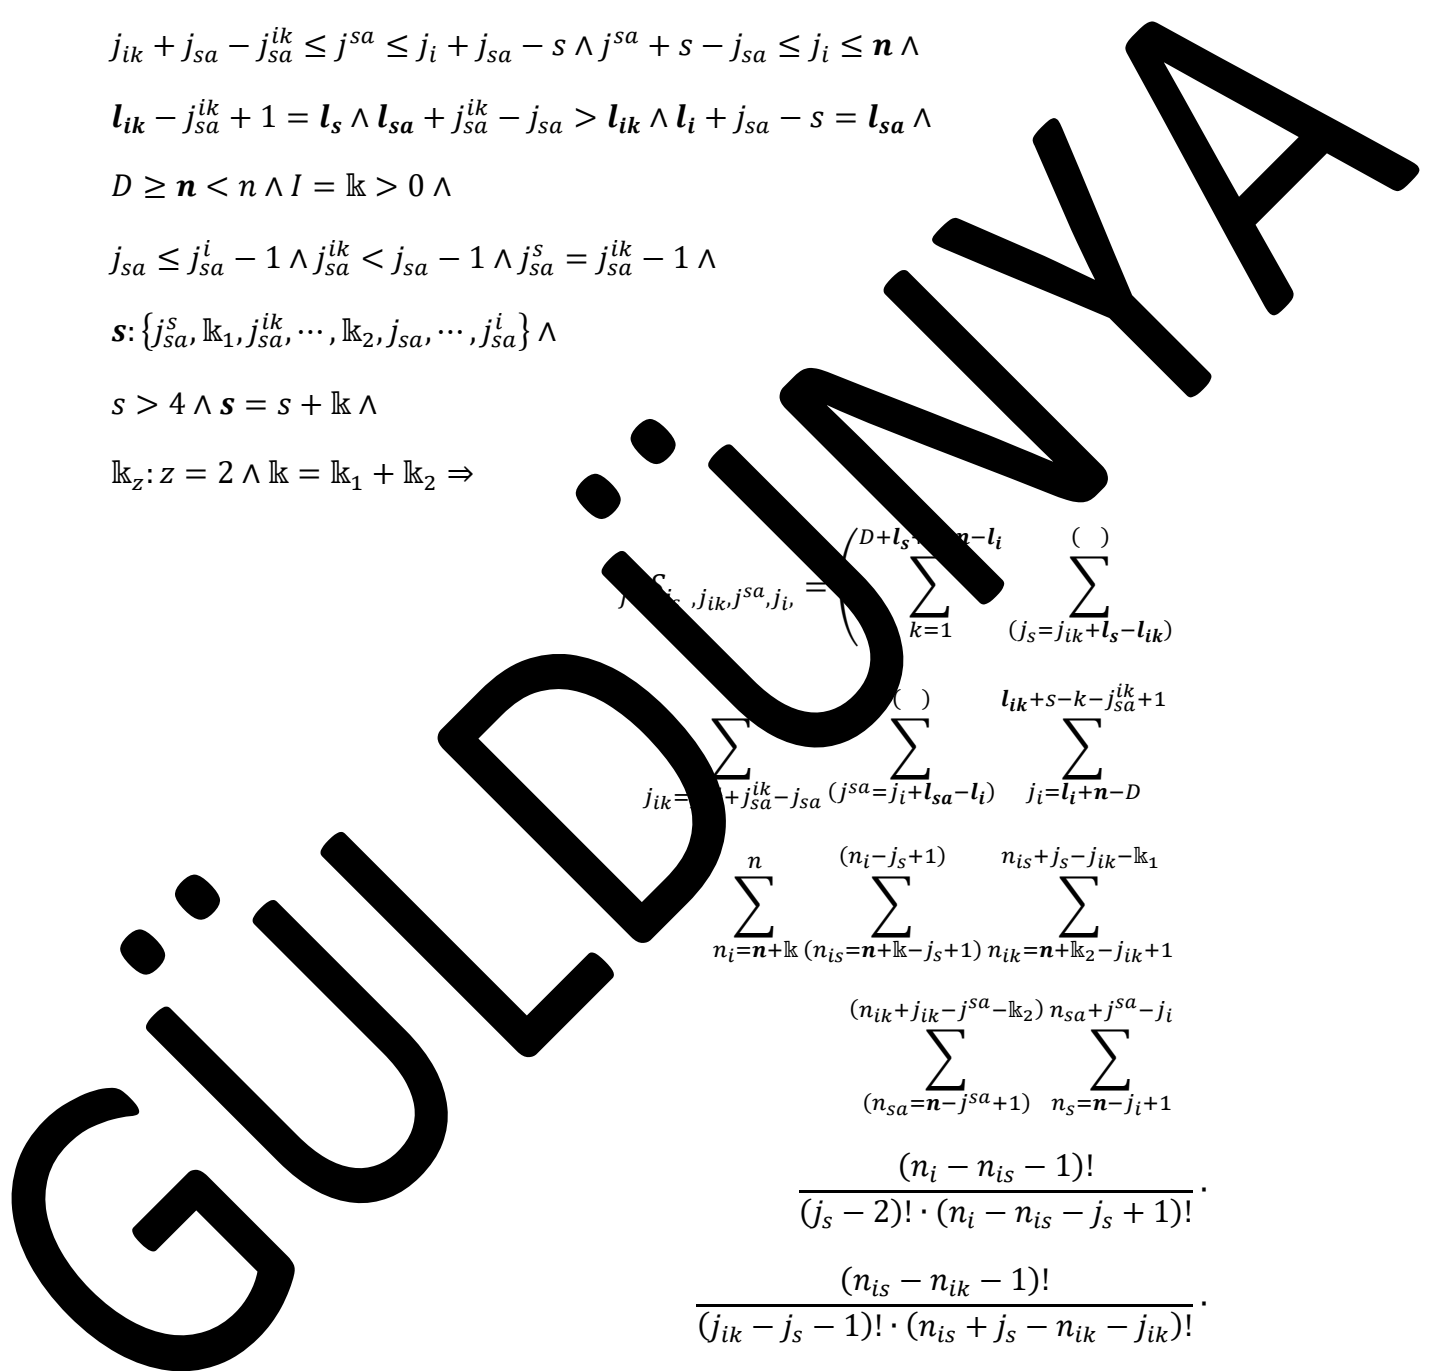 j_{ik} + j_{sa} − j_{sa}^{ik} ≤ j^{sa} ≤ j_i + j_{sa} − s ∧ j^{sa} + s − j_{sa} ≤ j_i ≤ n ∧
l_{ik} − j_{sa}^{ik} + 1 = l_s ∧ l_{sa} + j_{sa}^{ik} − j_{sa} > l_{ik} ∧ l_i + j_{sa} − s = l_{sa} ∧
D ≥ n < n ∧ I = 𝕜 > 0 ∧
j_{sa} ≤ j_{sa}^i − 1 ∧ j_{sa}^{ik} < j_{sa} − 1 ∧ j_{sa}^s = j_{sa}^{ik} − 1 ∧
s: {j_{sa}^s, 𝕜_1, j_{sa}^{ik}, ⋯, 𝕜_2, j_{sa}, ⋯, j_{sa}^i} ∧
s > 4 ∧ s = s + 𝕜 ∧
𝕜_z: z = 2 ∧ 𝕜 = 𝕜_1 + 𝕜_2 ⇒
GÜLDÜNYA
,j_{ik},j^{sa},j_i, = ( ∑_{k=1} ∑_{(j_s=j_{ik}+l_s−l_{ik})}^{( )}
∑ ∑_{(j^{sa}=j_i+l_{sa}−l_i)}^{( )} ∑_{j_i=l_i+n−D}^{l_{ik}+s−k−j_{sa}^{ik}+1}
∑_{n_i=n+𝕜}^{n} ∑_{(n_{is}=n+𝕜−j_s+1)}^{(n_i−j_s+1)} ∑_{n_{ik}=n+𝕜_2−j_{ik}+1}^{n_{is}+j_s−j_{ik}−𝕜_1}
∑_{(n_{sa}=n−j^{sa}+1)}^{(n_{ik}+j_{ik}−j^{sa}−𝕜_2)} ∑_{n_s=n−j_i+1}^{n_{sa}+j^{sa}−j_i}
(n_i − n_{is} − 1)!
(j_s − 2)! · (n_i − n_{is} − j_s + 1)! ·
(n_{is} − n_{ik} − 1)!
(j_{ik} − j_s − 1)! · (n_{is} + j_s − n_{ik} − j_{ik})! ·